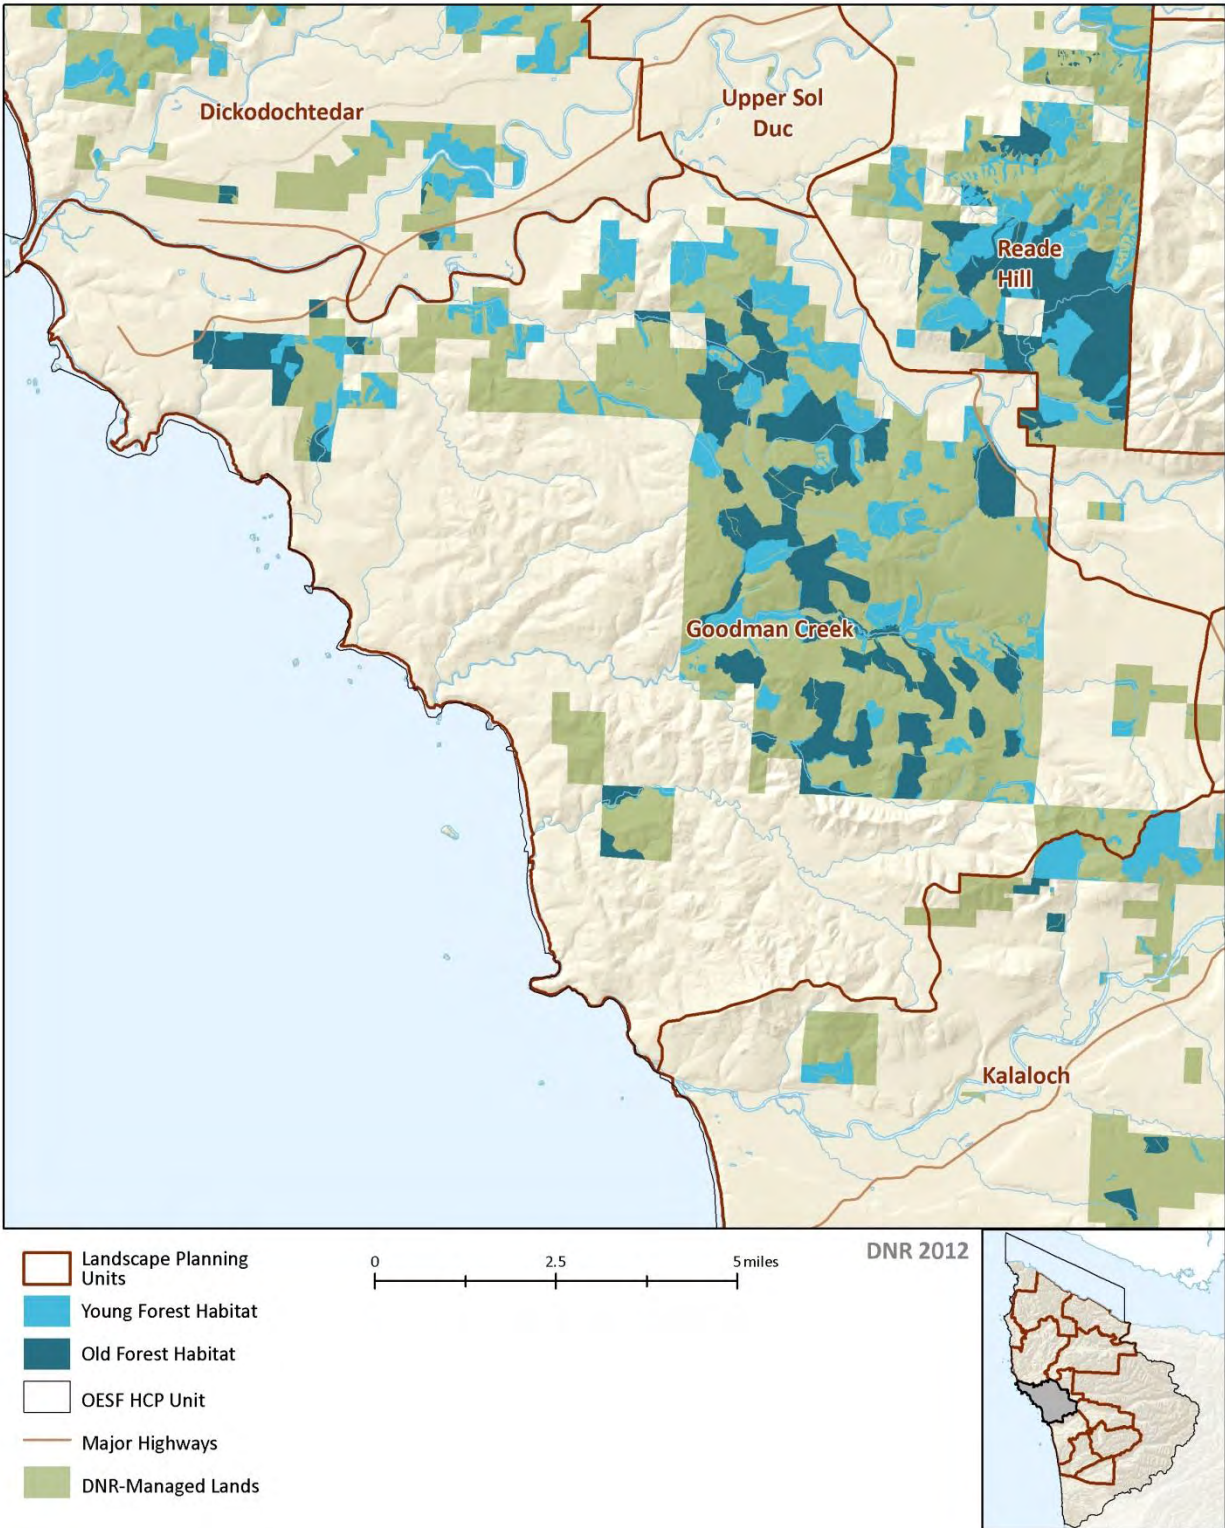 Dickodochtedar
Upper Sol
Duc
Reade
Hill
Goodman Creek
Kalaloch
Landscape Planning
Units
Young Forest Habitat
Old Forest Habitat
OESF HCP Unit
Major Highways
DNR-Managed Lands
0 2.5 5 miles
DNR 2012